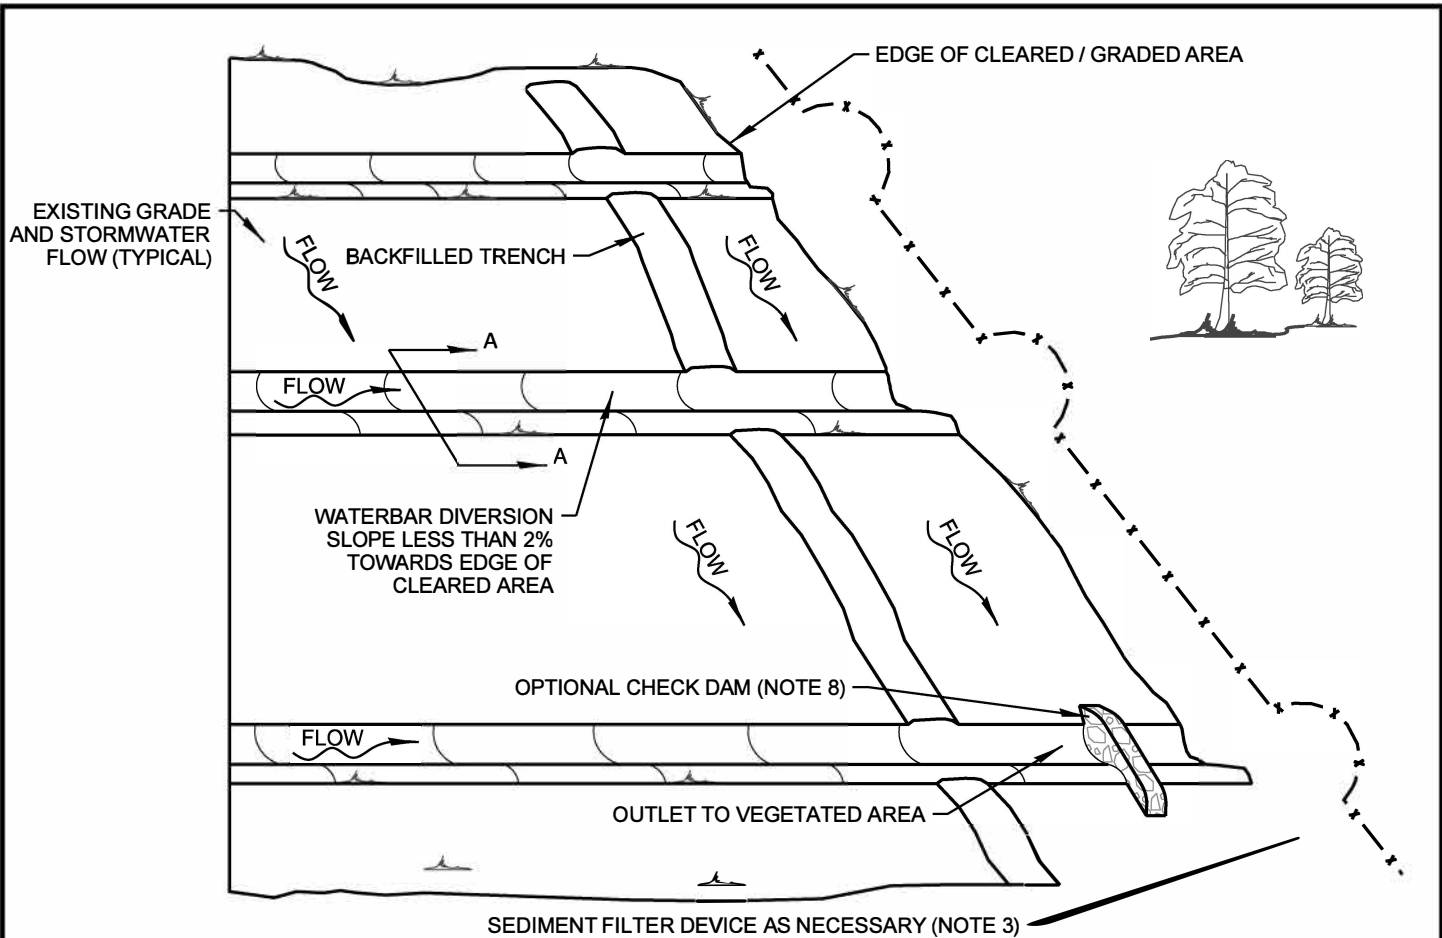 EDGE OF CLEARED / GRADED AREA
EXISTING GRADE
AND STORMWATER
FLOW (TYPICAL)
FLOW
BACKFILLED TRENCH
FLOW
A
FLOW
A
WATERBAR DIVERSION
SLOPE LESS THAN 2%
TOWARDS EDGE OF
CLEARED AREA
FLOW
FLOW
OPTIONAL CHECK DAM (NOTE 8)
FLOW
OUTLET TO VEGETATED AREA
SEDIMENT FILTER DEVICE AS NECESSARY (NOTE 3)